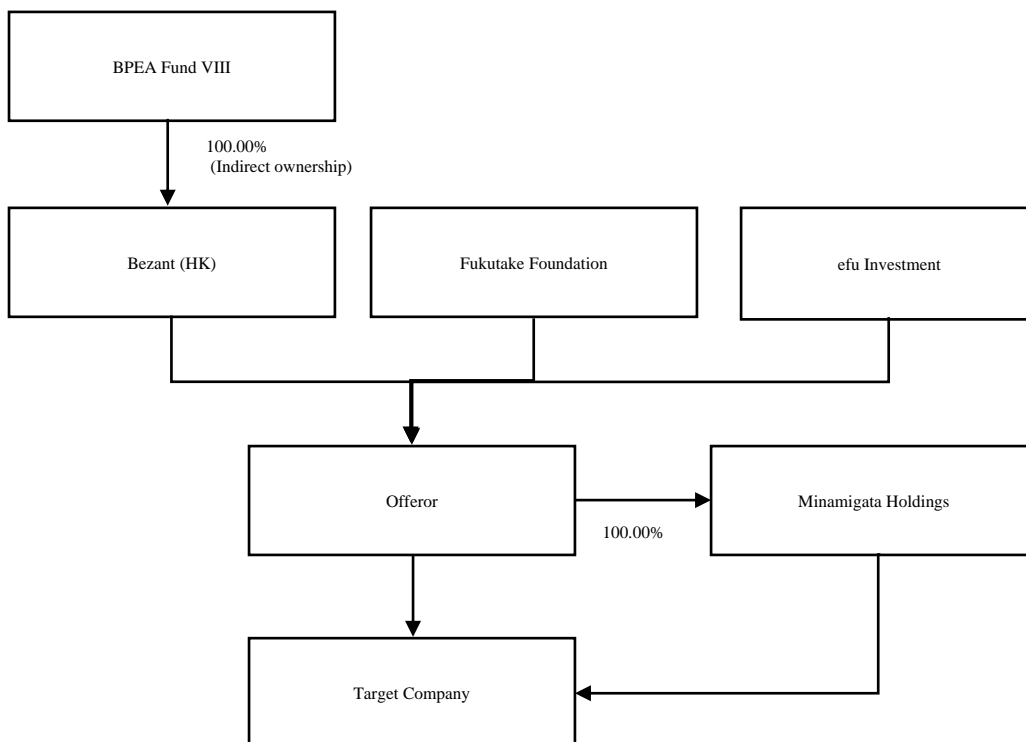 BPEA Fund VIII
100.00%
(Indirect ownership)
Bezant (HK)
Fukutake Foundation
efu Investment
Offeror
Minamigata Holdings
100.00%
Target Company